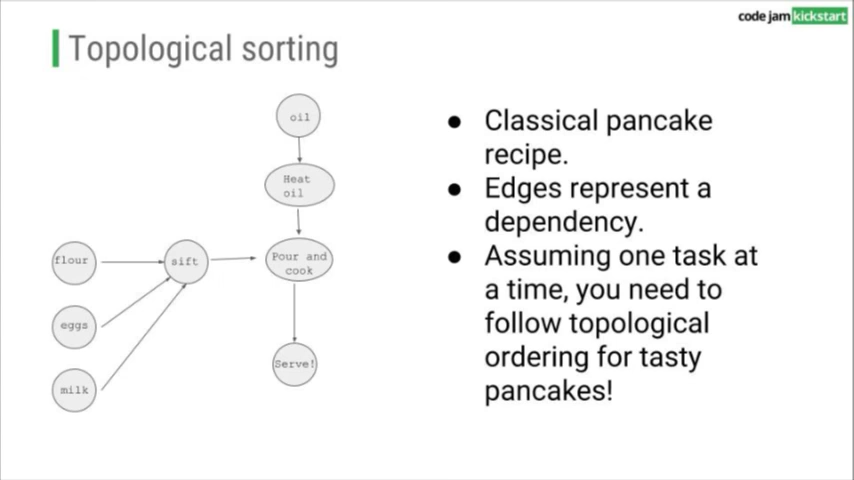 code jam kickstart
Topological sorting
oil
Heat
oil
flour
sift
Pour and
cook
eggs
Serve!
milk
● Classical pancake
recipe.
● Edges represent a
dependency.
● Assuming one task at
a time, you need to
follow topological
ordering for tasty
pancakes!